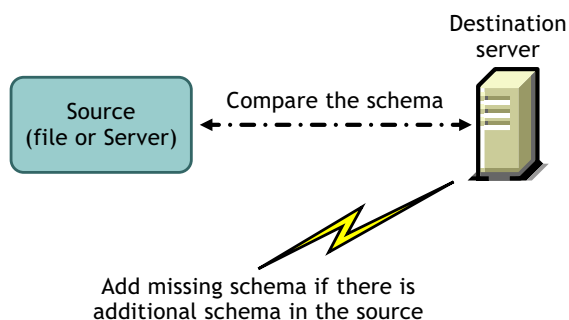 Destination
server
Source
(file or Server)
Compare the schema
Add missing schema if there is
additional schema in the source